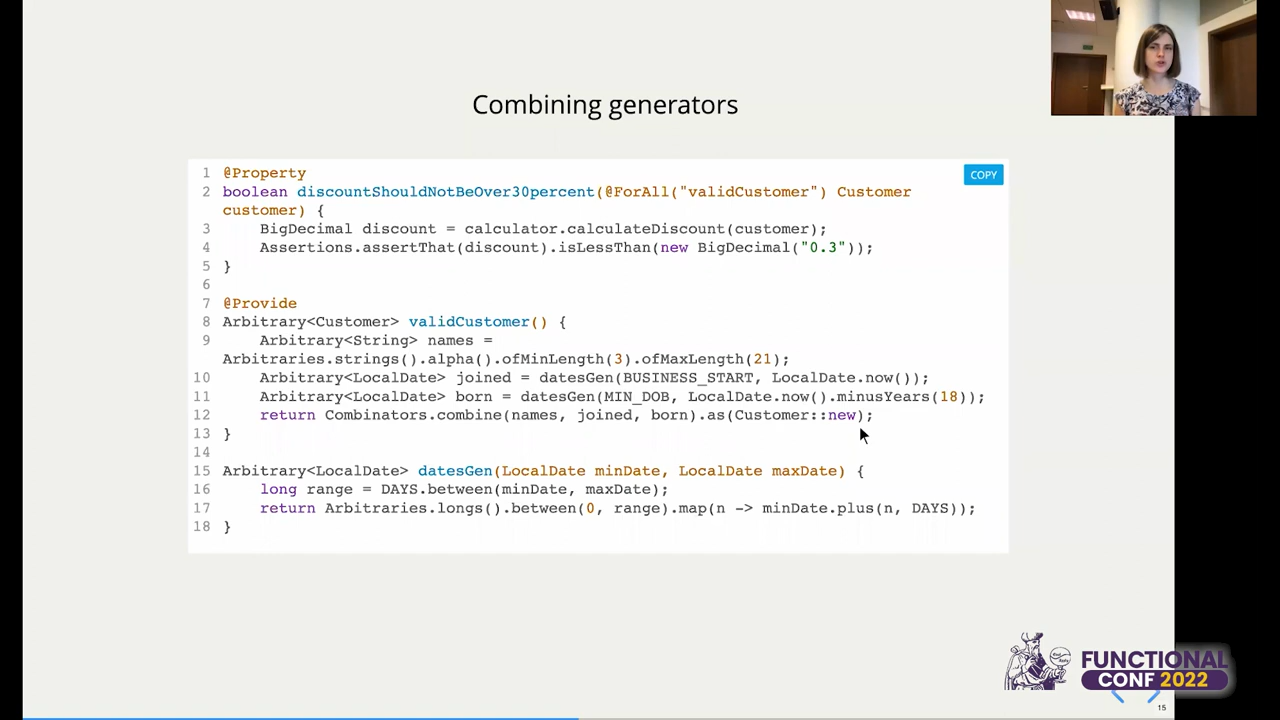 Combining generators
COPY
1 @Property
2 boolean discountShouldNotBeOver30percent(@ForAll("validCustomer") Customer
customer) {
3 BigDecimal discount = calculator.calculateDiscount(customer);
4 Assertions.assertThat(discount).isLessThan(new BigDecimal("0.3"));
5 }
6
7 @Provide
8 Arbitrary<Customer> validCustomer() {
9 Arbitrary<String> names =
Arbitraries.strings().alpha().ofMinLength(3).ofMaxLength(21);
10 Arbitrary<LocalDate> joined = datesGen(BUSINESS_START, LocalDate.now());
11 Arbitrary<LocalDate> born = datesGen(MIN_DOB, LocalDate.now().minusYears(18));
12 return Combinators.combine(names, joined, born).as(Customer::new);
13 }
14
15 Arbitrary<LocalDate> datesGen(LocalDate minDate, LocalDate maxDate) {
16 long range = DAYS.between(minDate, maxDate);
17 return Arbitraries.longs().between(0, range).map(n -> minDate.plus(n, DAYS));
18 }
FUNCTIONAL
CONF 2022
15